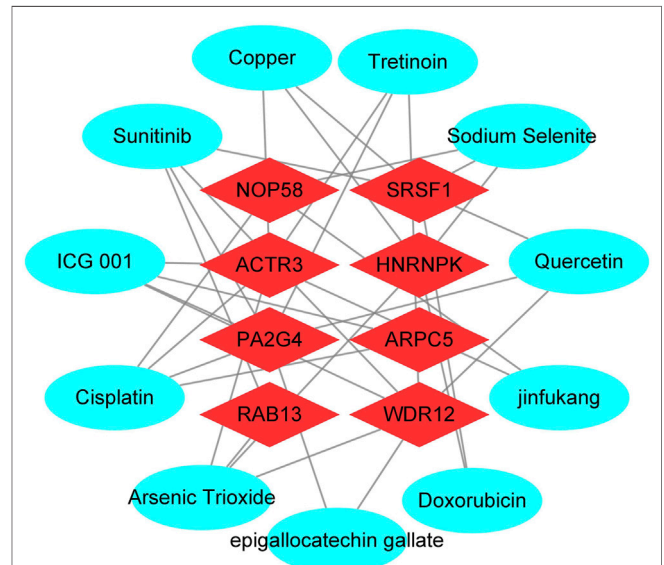 Copper
Tretinoin
Sunitinib
Sodium Selenite
NOP58
SRSF1
ICG 001
ACTR3
HNRNPK
Quercetin
PA2G4
ARPC5
Cisplatin
jinfukang
RAB13
WDR12
Arsenic Trioxide
Doxorubicin
epigallocatechin gallate